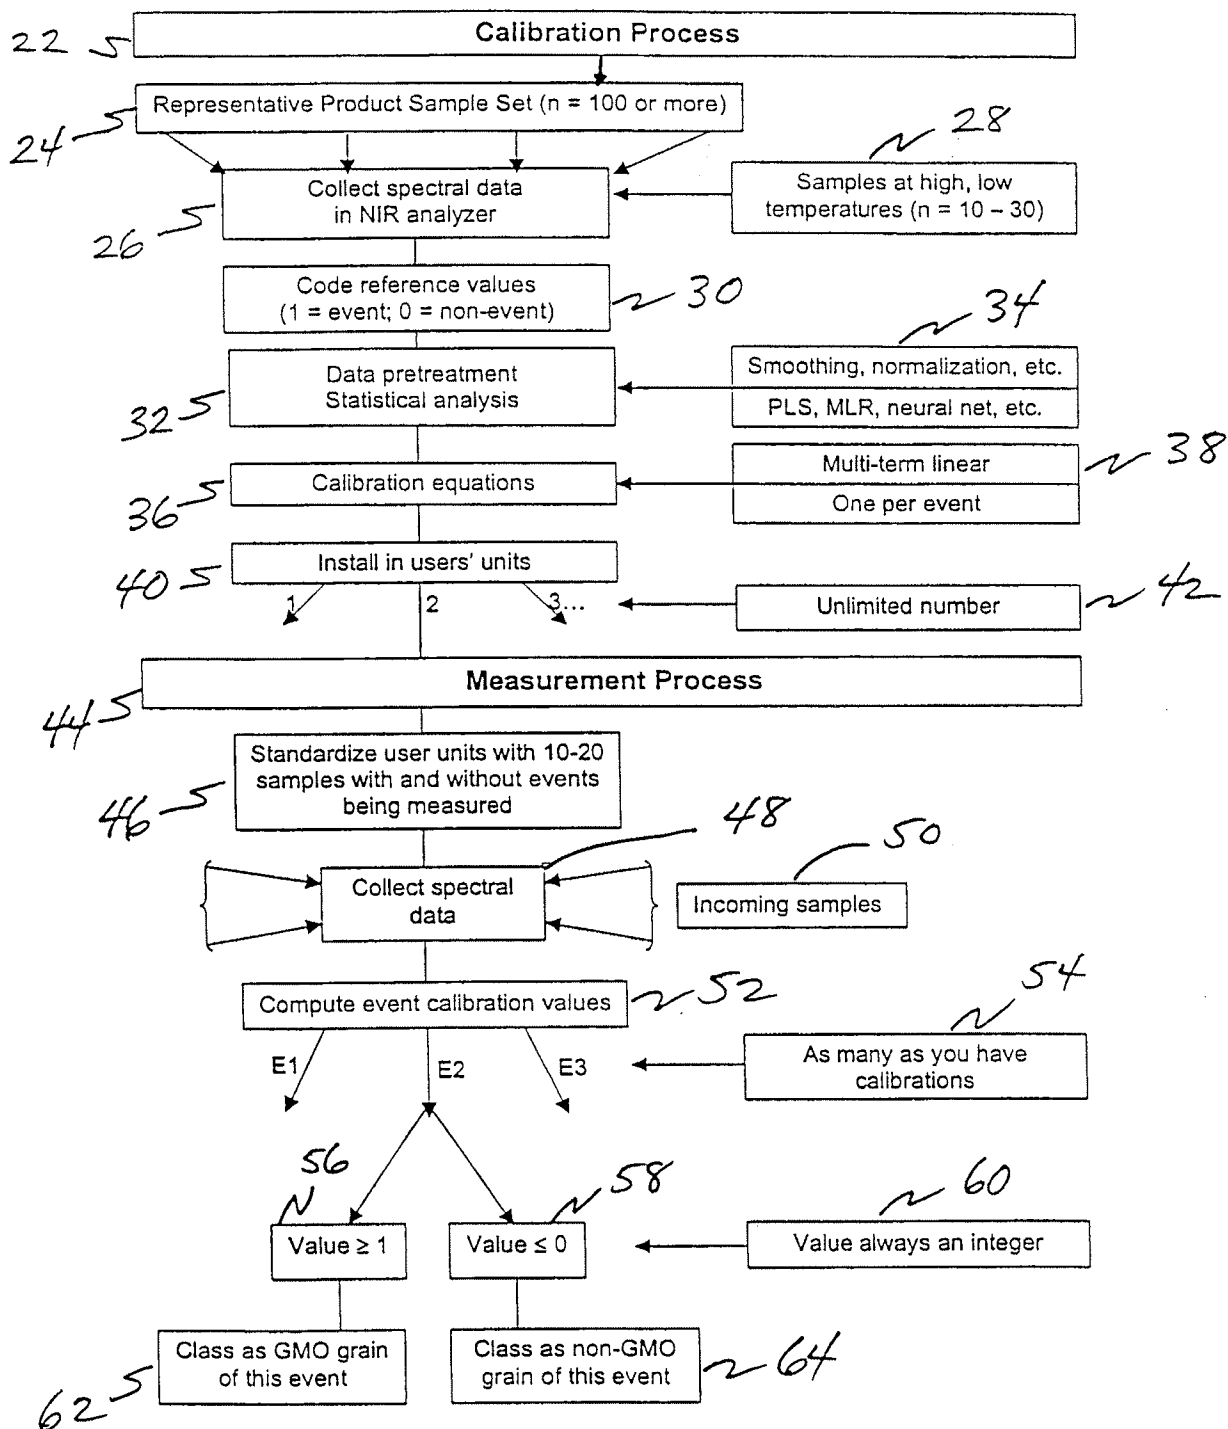 22
Calibration Process
24
Representative Product Sample Set (n = 100 or more)
28
26
Collect spectral data
in NIR analyzer
Samples at high, low
temperatures (n = 10 – 30)
Code reference values
(1 = event; 0 = non-event)
30
34
32
Data pretreatment
Statistical analysis
Smoothing, normalization, etc.
PLS, MLR, neural net, etc.
36
Calibration equations
Multi-term linear
One per event
38
40
Install in users' units
1
2
3...
Unlimited number
42
44
Measurement Process
46
Standardize user units with 10-20
samples with and without events
being measured
48
Collect spectral
data
50
Incoming samples
Compute event calibration values
52
54
E1
E2
E3
As many as you have
calibrations
56
58
60
Value ≥ 1
Value ≤ 0
Value always an integer
62
Class as GMO grain
of this event
Class as non-GMO
grain of this event
64